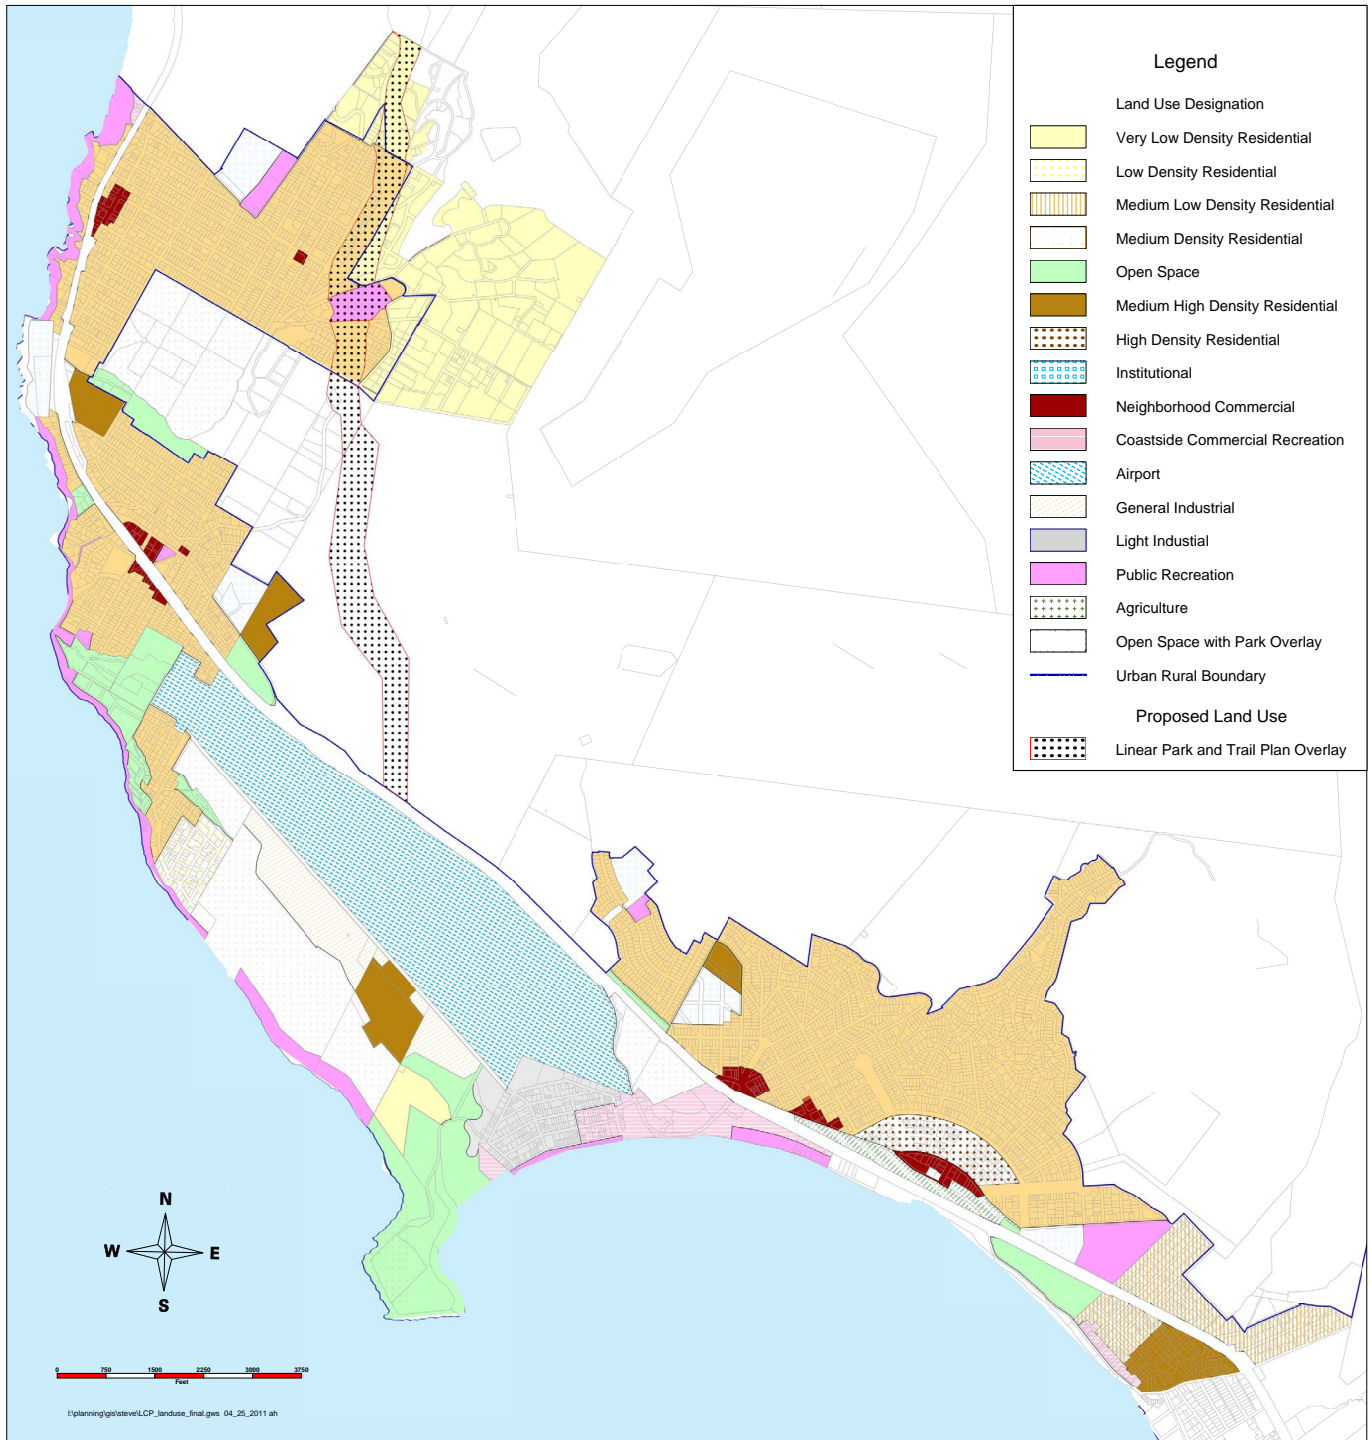 Legend
Land Use Designation
Very Low Density Residential
Low Density Residential
Medium Low Density Residential
Medium Density Residential
Open Space
Medium High Density Residential
High Density Residential
Institutional
Neighborhood Commercial
Coastside Commercial Recreation
Airport
General Industrial
Light Industial
Public Recreation
Agriculture
Open Space with Park Overlay
Urban Rural Boundary
Proposed Land Use
Linear Park and Trail Plan Overlay
N
W E
S
0 750 1500 2250 3000 3750
Feet
I:\planning\gis\steve\LCP_landuse_final.gws 04_25_2011 ah